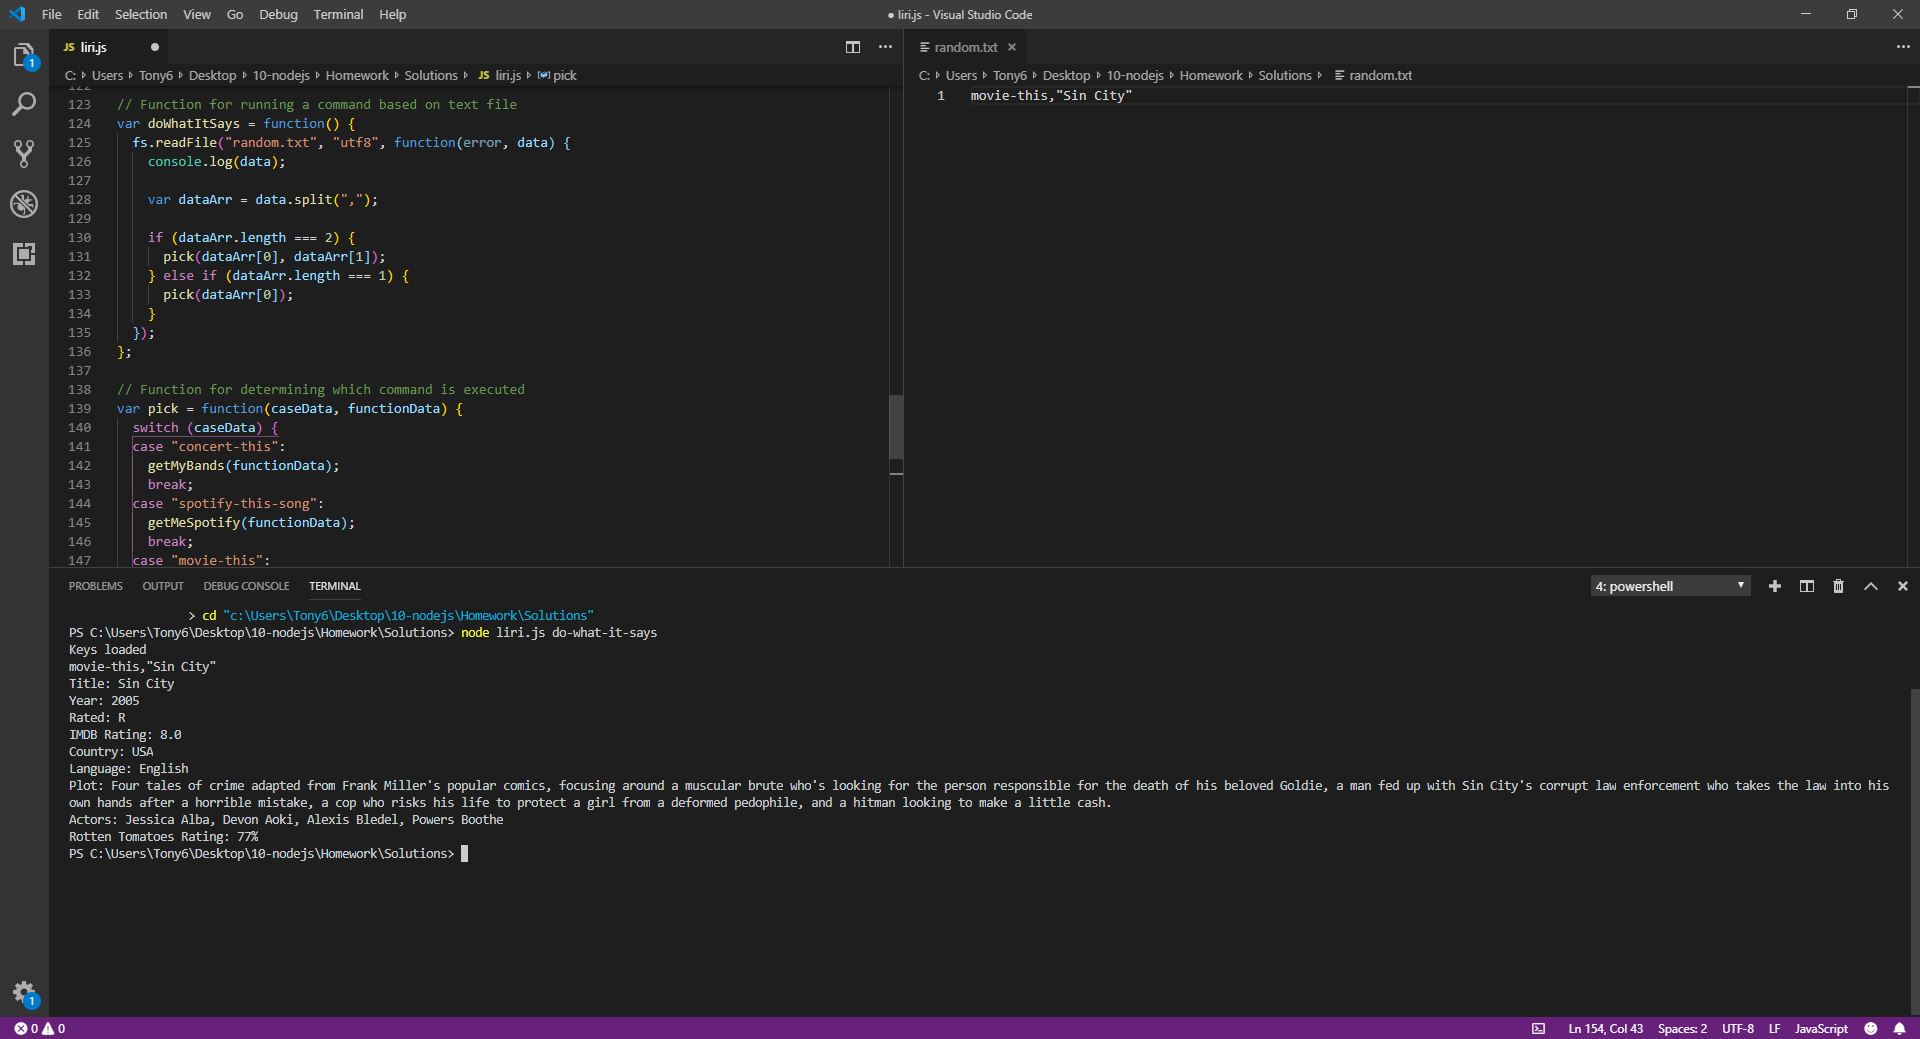 File Edit Selection View Go Debug Terminal Help
● liri.js - Visual Studio Code
JS liri.js ●
C: › Users › Tony6 › Desktop › 10-nodejs › Homework › Solutions › JS liri.js › pick
122
123 // Function for running a command based on text file
124 var doWhatItSays = function() {
125   fs.readFile("random.txt", "utf8", function(error, data) {
126     console.log(data);
127
128     var dataArr = data.split(",");
129
130     if (dataArr.length === 2) {
131       pick(dataArr[0], dataArr[1]);
132     } else if (dataArr.length === 1) {
133       pick(dataArr[0]);
134     }
135   });
136 };
137
138 // Function for determining which command is executed
139 var pick = function(caseData, functionData) {
140   switch (caseData) {
141   case "concert-this":
142     getMyBands(functionData);
143     break;
144   case "spotify-this-song":
145     getMeSpotify(functionData);
146     break;
147   case "movie-this":
random.txt ×
C: › Users › Tony6 › Desktop › 10-nodejs › Homework › Solutions › random.txt
1 movie-this,"Sin City"
PROBLEMS OUTPUT DEBUG CONSOLE TERMINAL
4: powershell
> cd "c:\Users\Tony6\Desktop\10-nodejs\Homework\Solutions"
PS C:\Users\Tony6\Desktop\10-nodejs\Homework\Solutions> node liri.js do-what-it-says
Keys loaded
movie-this,"Sin City"
Title: Sin City
Year: 2005
Rated: R
IMDB Rating: 8.0
Country: USA
Language: English
Plot: Four tales of crime adapted from Frank Miller's popular comics, focusing around a muscular brute who's looking for the person responsible for the death of his beloved Goldie, a man fed up with Sin City's corrupt law enforcement who takes the law into his
own hands after a horrible mistake, a cop who risks his life to protect a girl from a deformed pedophile, and a hitman looking to make a little cash.
Actors: Jessica Alba, Devon Aoki, Alexis Bledel, Powers Boothe
Rotten Tomatoes Rating: 77%
PS C:\Users\Tony6\Desktop\10-nodejs\Homework\Solutions>
1
1
0 0
Ln 154, Col 43 Spaces: 2 UTF-8 LF JavaScript